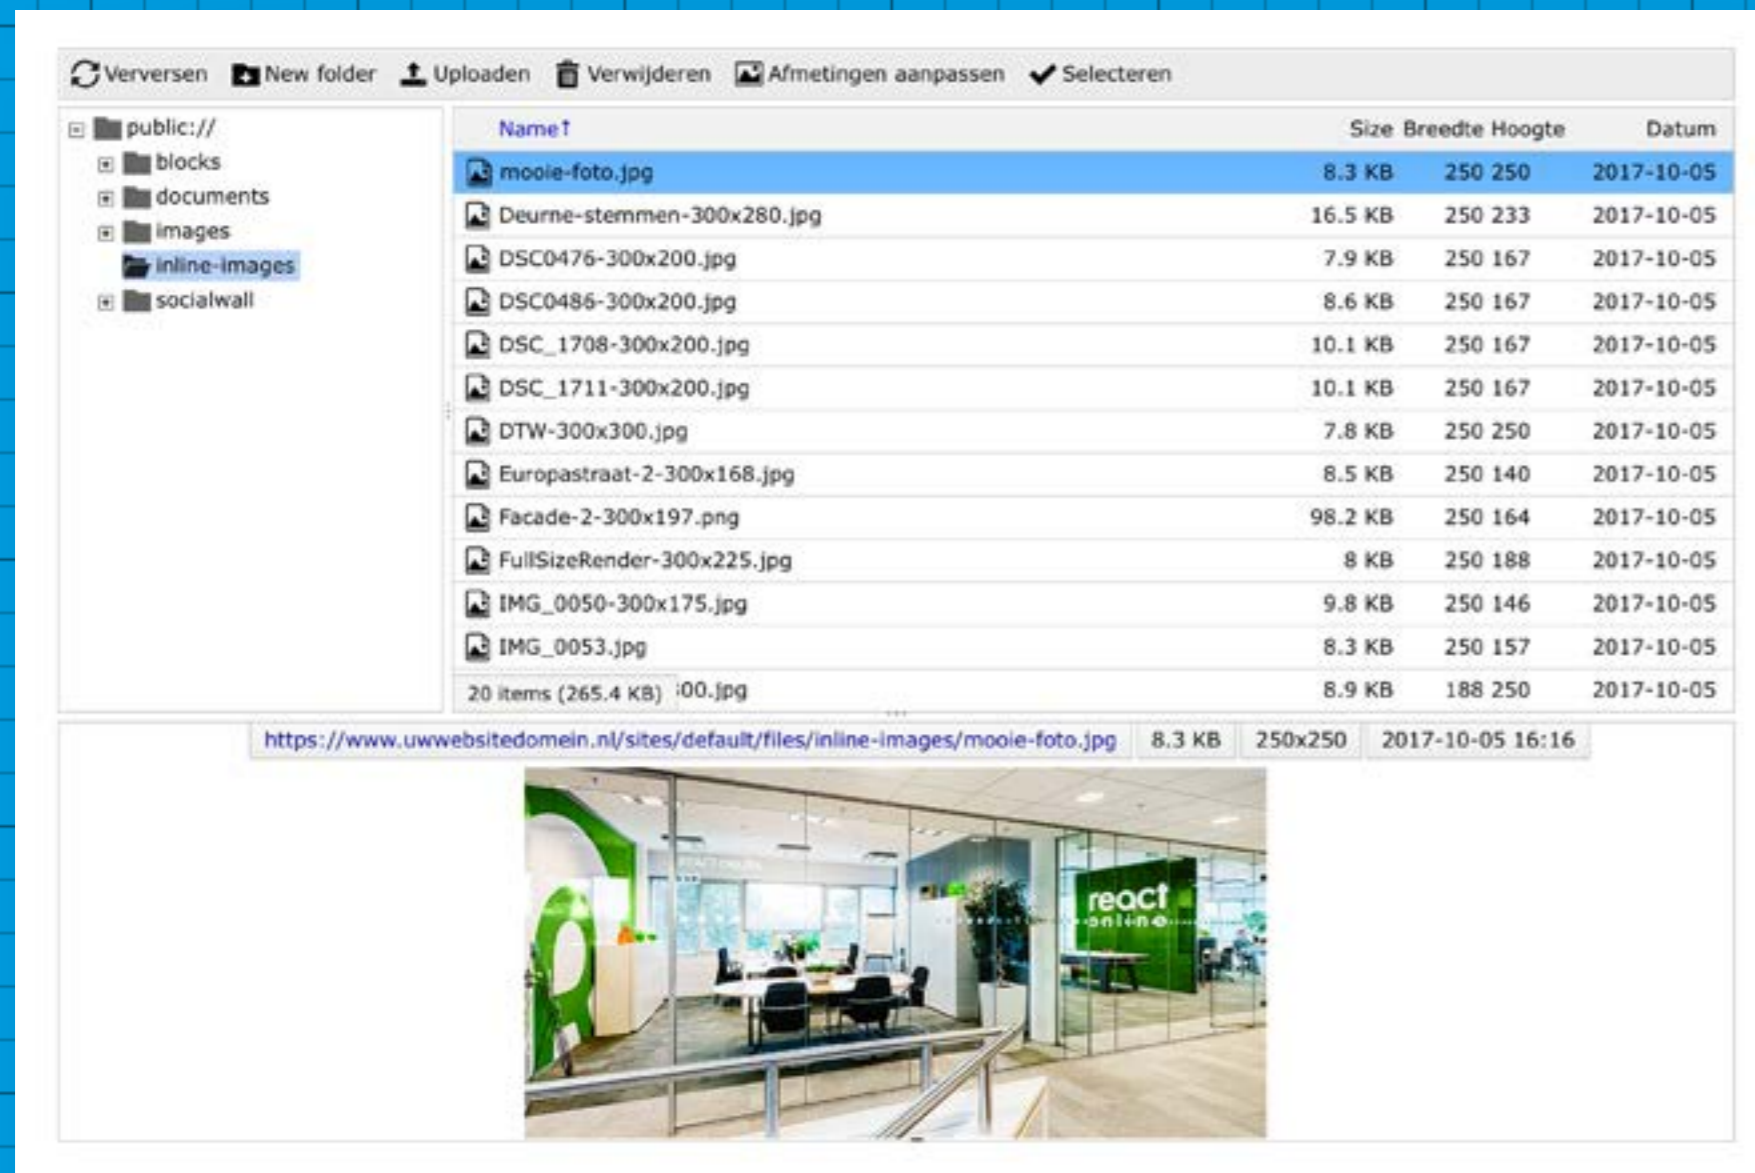 Verversen New folder Uploaden Verwijderen Afmetingen aanpassen Selecteren
public://
blocks
documents
images
inline-images
socialwall
Name↑ Size Breedte Hoogte Datum
mooie-foto.jpg 8.3 KB 250 250 2017-10-05
Deurne-stemmen-300x280.jpg 16.5 KB 250 233 2017-10-05
DSC0476-300x200.jpg 7.9 KB 250 167 2017-10-05
DSC0486-300x200.jpg 8.6 KB 250 167 2017-10-05
DSC_1708-300x200.jpg 10.1 KB 250 167 2017-10-05
DSC_1711-300x200.jpg 10.1 KB 250 167 2017-10-05
DTW-300x300.jpg 7.8 KB 250 250 2017-10-05
Europastraat-2-300x168.jpg 8.5 KB 250 140 2017-10-05
Facade-2-300x197.png 98.2 KB 250 164 2017-10-05
FullSizeRender-300x225.jpg 8 KB 250 188 2017-10-05
IMG_0050-300x175.jpg 9.8 KB 250 146 2017-10-05
IMG_0053.jpg 8.3 KB 250 157 2017-10-05
20 items (265.4 KB) 00.jpg 8.9 KB 188 250 2017-10-05
https://www.uwwebsitedomein.nl/sites/default/files/inline-images/mooie-foto.jpg 8.3 KB 250x250 2017-10-05 16:16
react
online